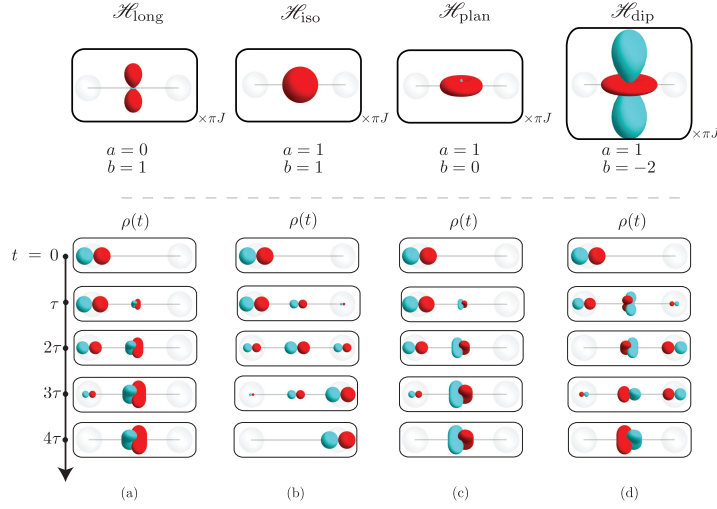 ℋlong ℋiso ℋplan ℋdip
×πJ ×πJ ×πJ ×πJ
a = 0 a = 1 a = 1 a = 1
b = 1 b = 1 b = 0 b = −2
ρ(t) ρ(t) ρ(t) ρ(t)
t = 0
τ
2τ
3τ
4τ
(a) (b) (c) (d)